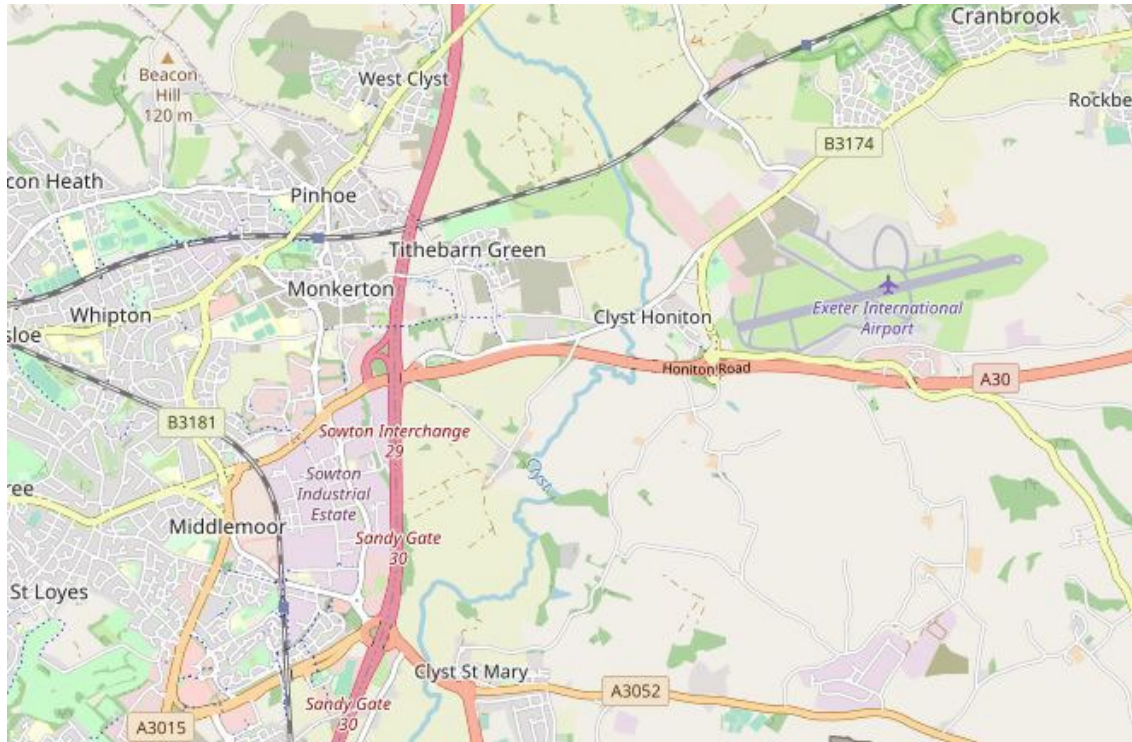 Cranbrook
West Clyst
Beacon
Hill
120 m
Rockbe
B3174
con Heath
Pinhoe
Tithebarn Green
Monkerton
Whipton
Clyst Honiton
Exeter International
Airport
sloe
Honiton Road
A30
B3181
Sowton Interchange
29
Sowton
Industrial
Estate
Clyst
ree
Middlemoor
Sandy Gate
30
St Loyes
Clyst St Mary
A3052
Sandy Gate
30
A3015